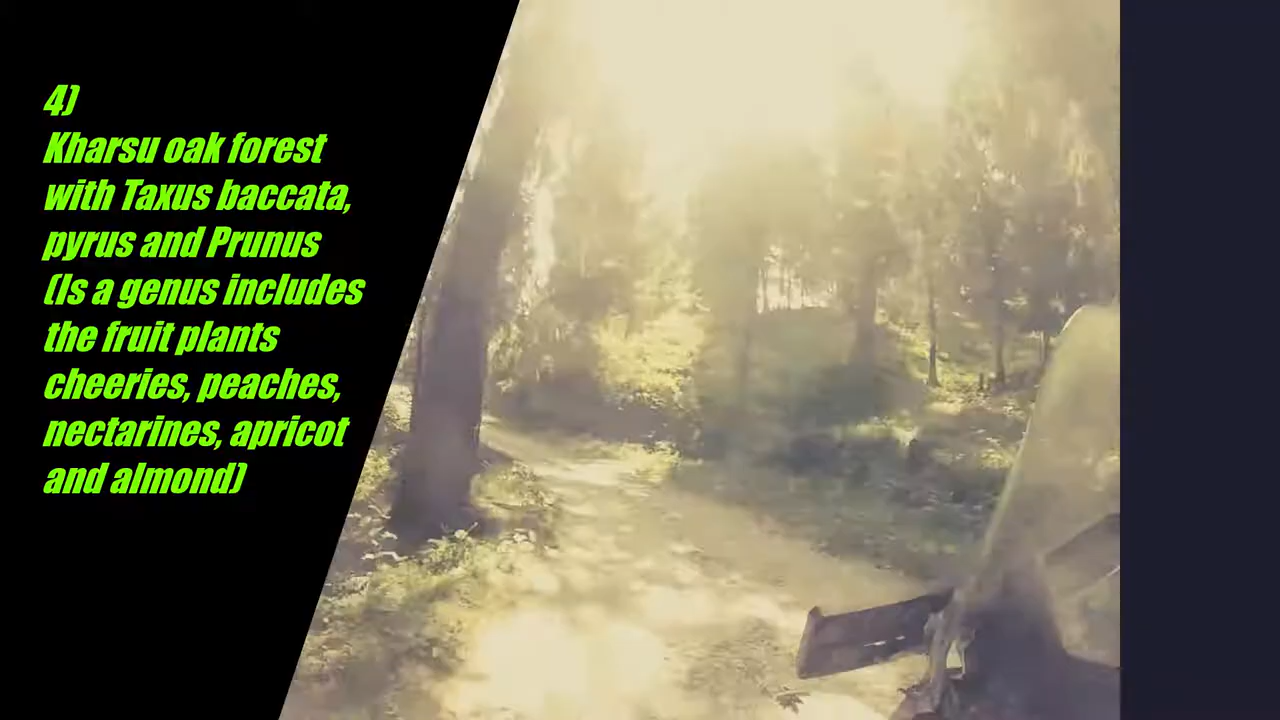 4)
Kharsu oak forest
with Taxus baccata,
pyrus and Prunus
(Is a genus includes
the fruit plants
cheeries, peaches,
nectarines, apricot
and almond)